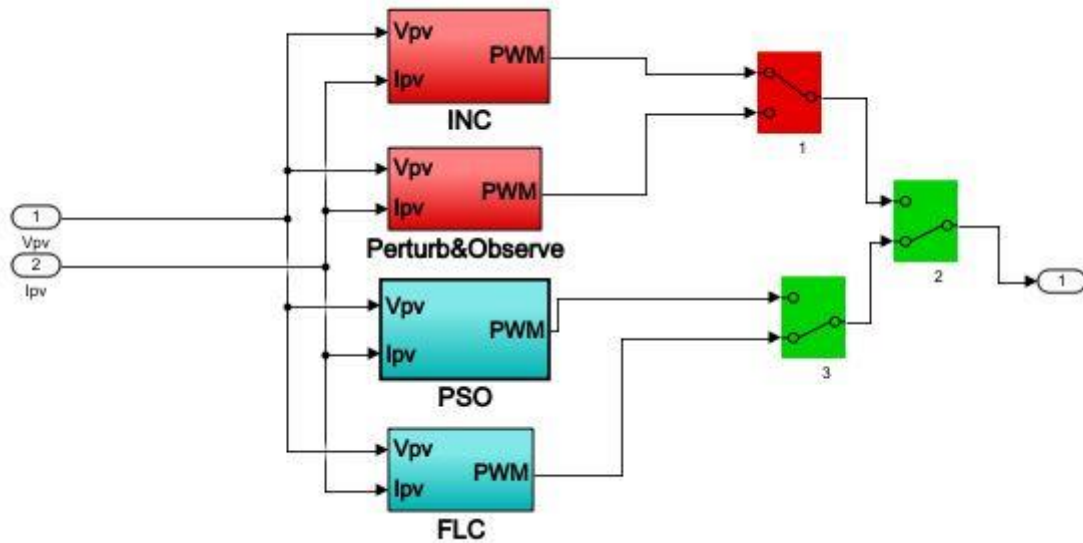 Vpv
PWM
Ipv
INC
1
Vpv
PWM
Ipv
Perturb&Observe
1
Vpv
2
Ipv
2
1
Vpv
PWM
Ipv
PSO
3
Vpv
PWM
Ipv
FLC